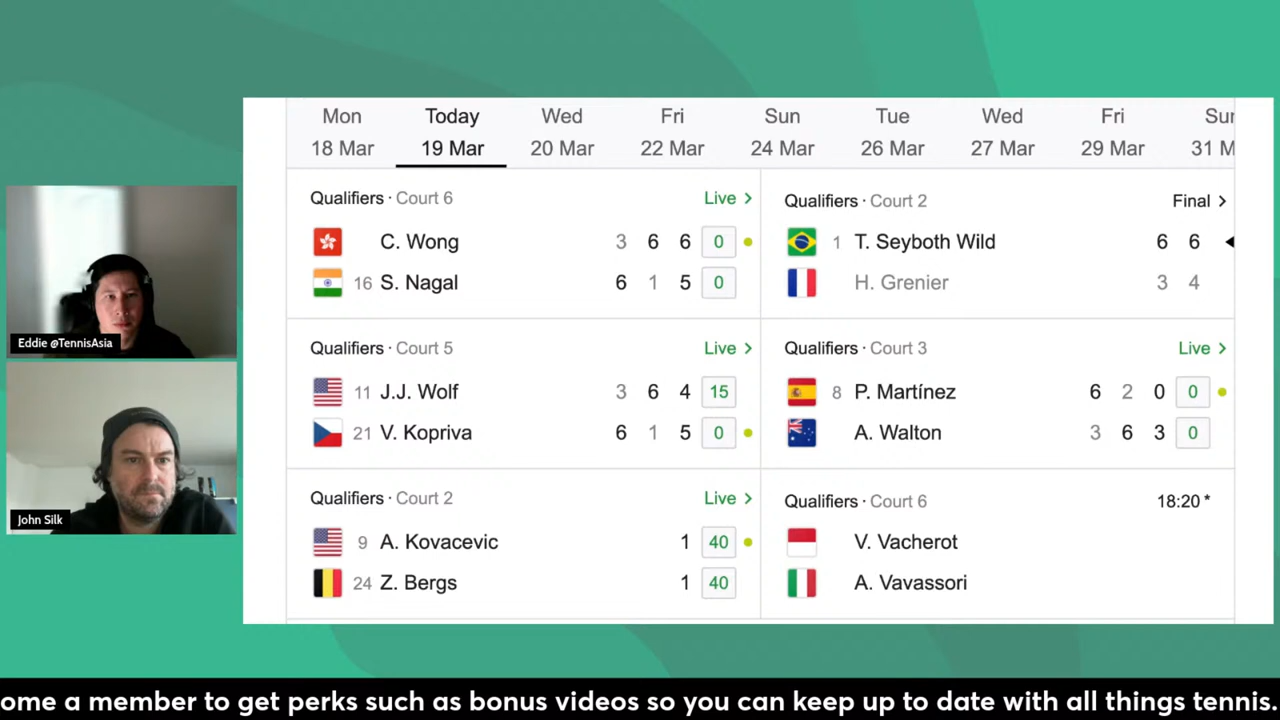 Mon Today Wed Fri Sun Tue Wed Fri Sun
18 Mar 19 Mar 20 Mar 22 Mar 24 Mar 26 Mar 27 Mar 29 Mar 31 M
Qualifiers · Court 6 Live >
C. Wong 3 6 6 0
16 S. Nagal 6 1 5 0
Qualifiers · Court 2 Final >
1 T. Seyboth Wild 6 6
H. Grenier 3 4
Qualifiers · Court 5 Live >
11 J.J. Wolf 3 6 4 15
21 V. Kopriva 6 1 5 0
Qualifiers · Court 3 Live >
8 P. Martínez 6 2 0 0
A. Walton 3 6 3 0
Qualifiers · Court 2 Live >
9 A. Kovacevic 1 40
24 Z. Bergs 1 40
Qualifiers · Court 6 18:20 *
V. Vacherot
A. Vavassori
Eddie @TennisAsia
John Silk
ome a member to get perks such as bonus videos so you can keep up to date with all things tennis.